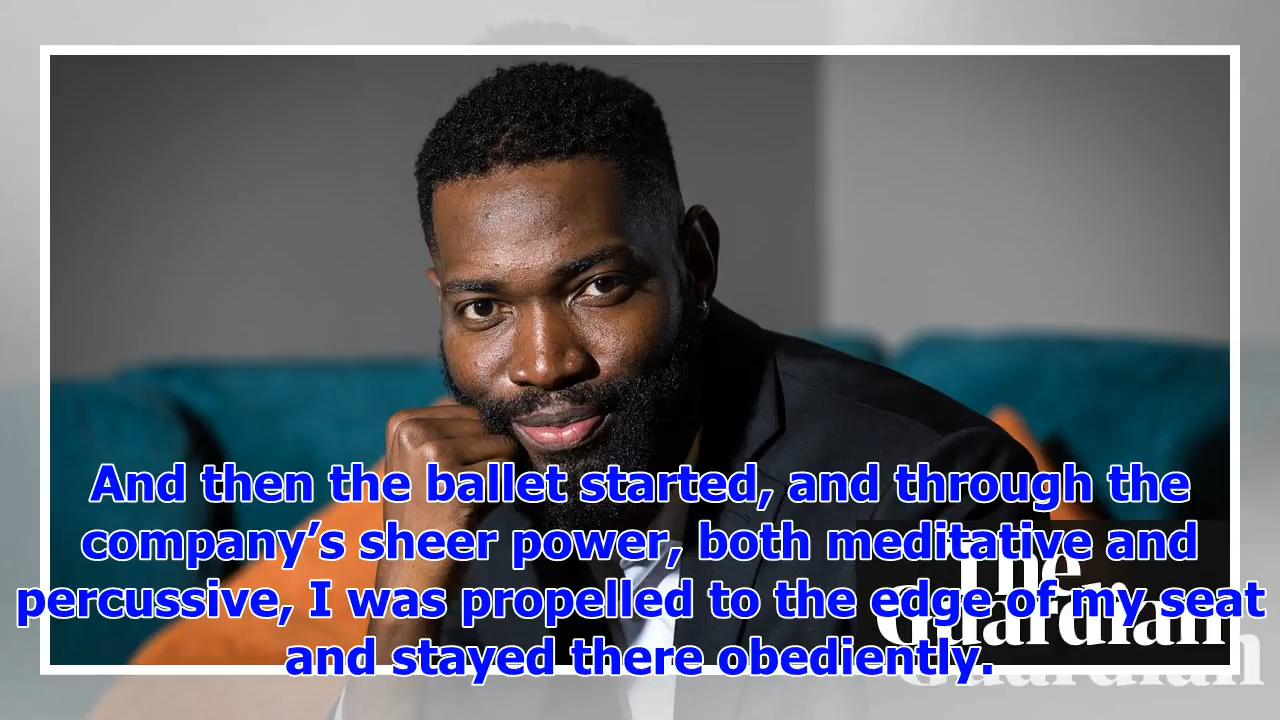 And then the ballet started, and through the
company’s sheer power, both meditative and
percussive, I was propelled to the edge of my seat
and stayed there obediently.
The
Guardian
Guardian